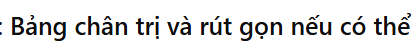 : Bảng chân trị và rút gọn nếu có thể